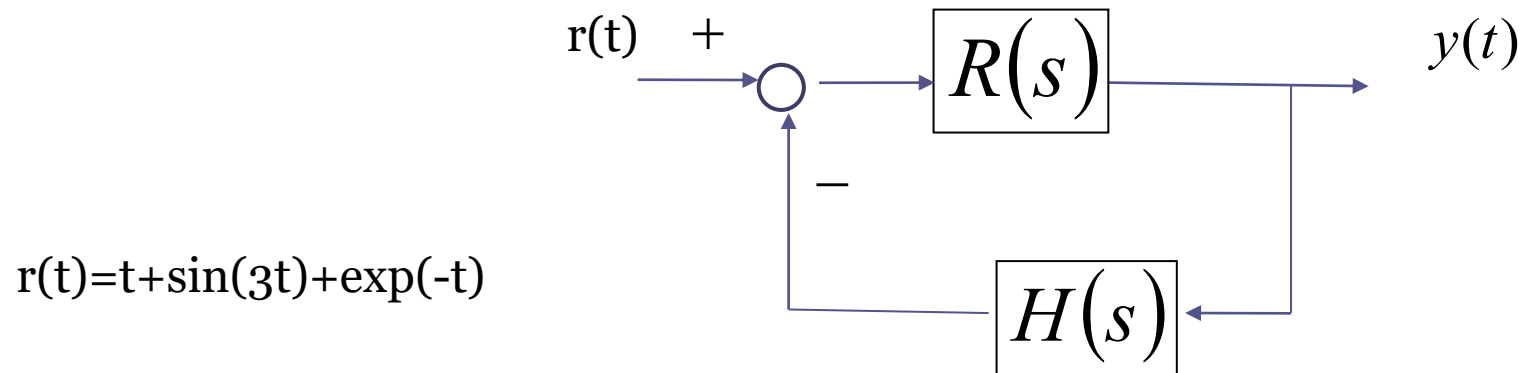 r(t) + R(s) y(t)
−
r(t)=t+sin(3t)+exp(-t)
H(s)